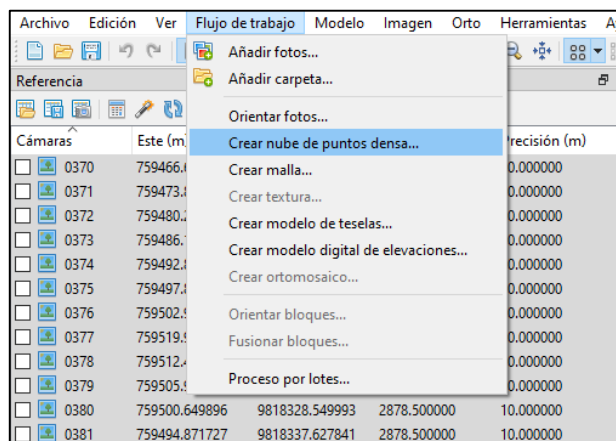 Archivo Edición Ver Flujo de trabajo Modelo Imagen Orto Herramientas
Añadir fotos...
Referencia
Añadir carpeta...
Orientar fotos...
Cámaras Este (m)
Crear nube de puntos densa...
Precisión (m)
0370 759466.
Crear malla...
0.000000
0371 759473.
Crear textura...
0.000000
0372 759480.
Crear modelo de teselas...
0.000000
0373 759486.
Crear modelo digital de elevaciones...
0.000000
0374 759492.
0.000000
0375 759497.
Crear ortomosaico...
0.000000
0376 759502.
Orientar bloques...
0.000000
0377 759519.
Fusionar bloques...
0.000000
0378 759512.
0.000000
0379 759505.
Proceso por lotes...
0.000000
0380 759500.649896 9818328.549993 2878.500000 10.000000
0381 759494.871727 9818337.627841 2878.500000 10.000000